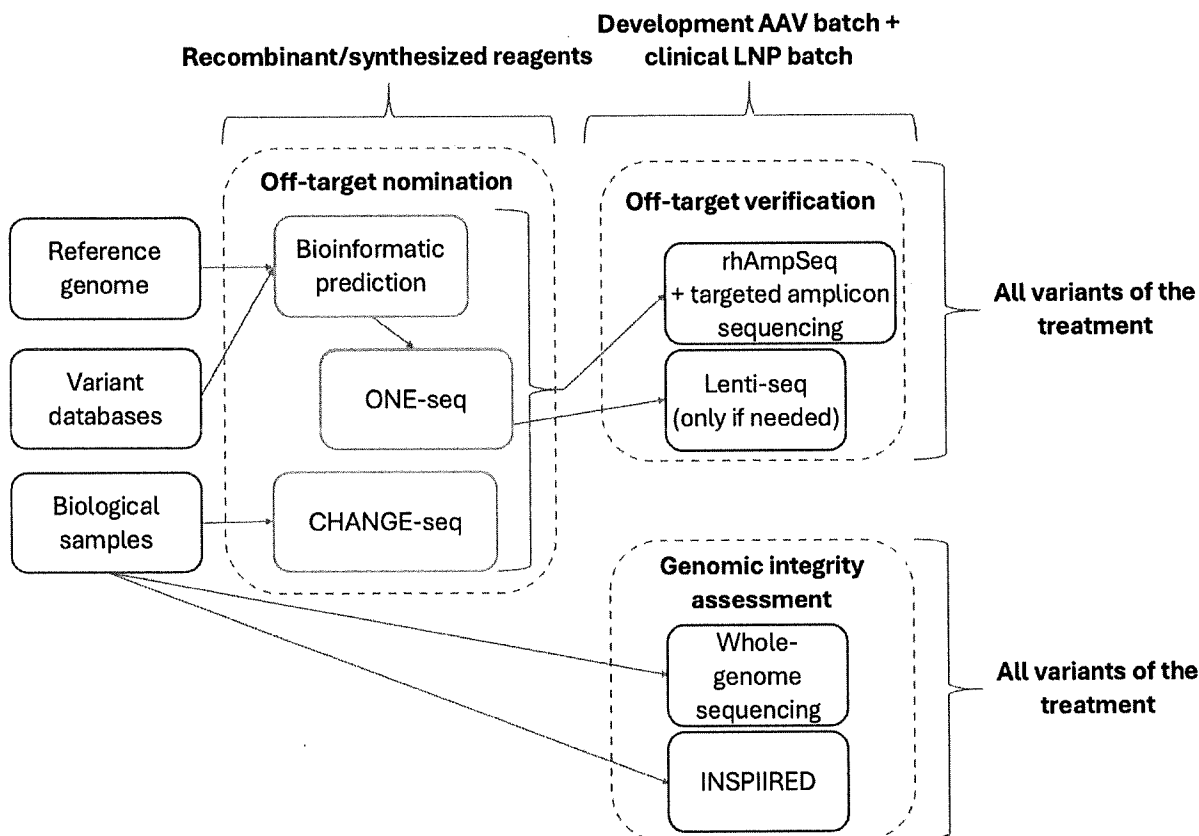 Development AAV batch +
clinical LNP batch
Recombinant/synthesized reagents
Off-target nomination
Off-target verification
Reference
genome
Bioinformatic
prediction
rhAmpSeq
+ targeted amplicon
sequencing
All variants of the
treatment
Variant
databases
ONE-seq
Lenti-seq
(only if needed)
Biological
samples
CHANGE-seq
Genomic integrity
assessment
Whole-
genome
sequencing
All variants of the
treatment
INSPIIRED